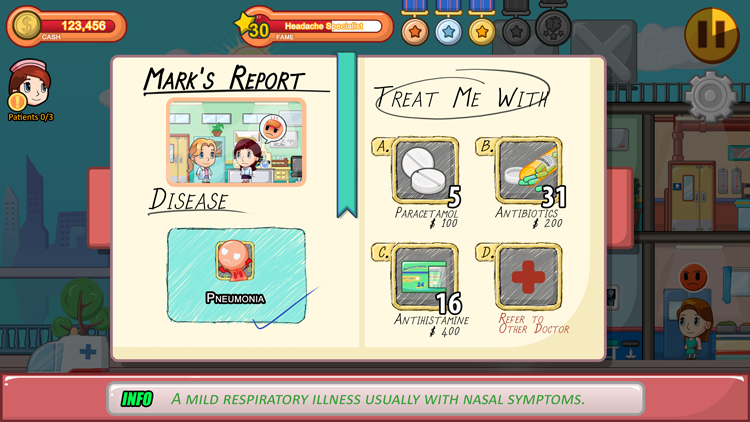 123,456
CASH
30
Headache Specialist
FAME
Patients 0/3
MARK'S REPORT
DISEASE
PNEUMONIA
TREAT ME WITH
A.
5
PARACETAMOL
$ 100
B.
31
ANTIBIOTICS
$ 200
C.
24
16
ANTIHISTAMINE
$ 400
D.
REFER TO
OTHER DOCTOR
INFO
A MILD RESPIRATORY ILLNESS USUALLY WITH NASAL SYMPTOMS.